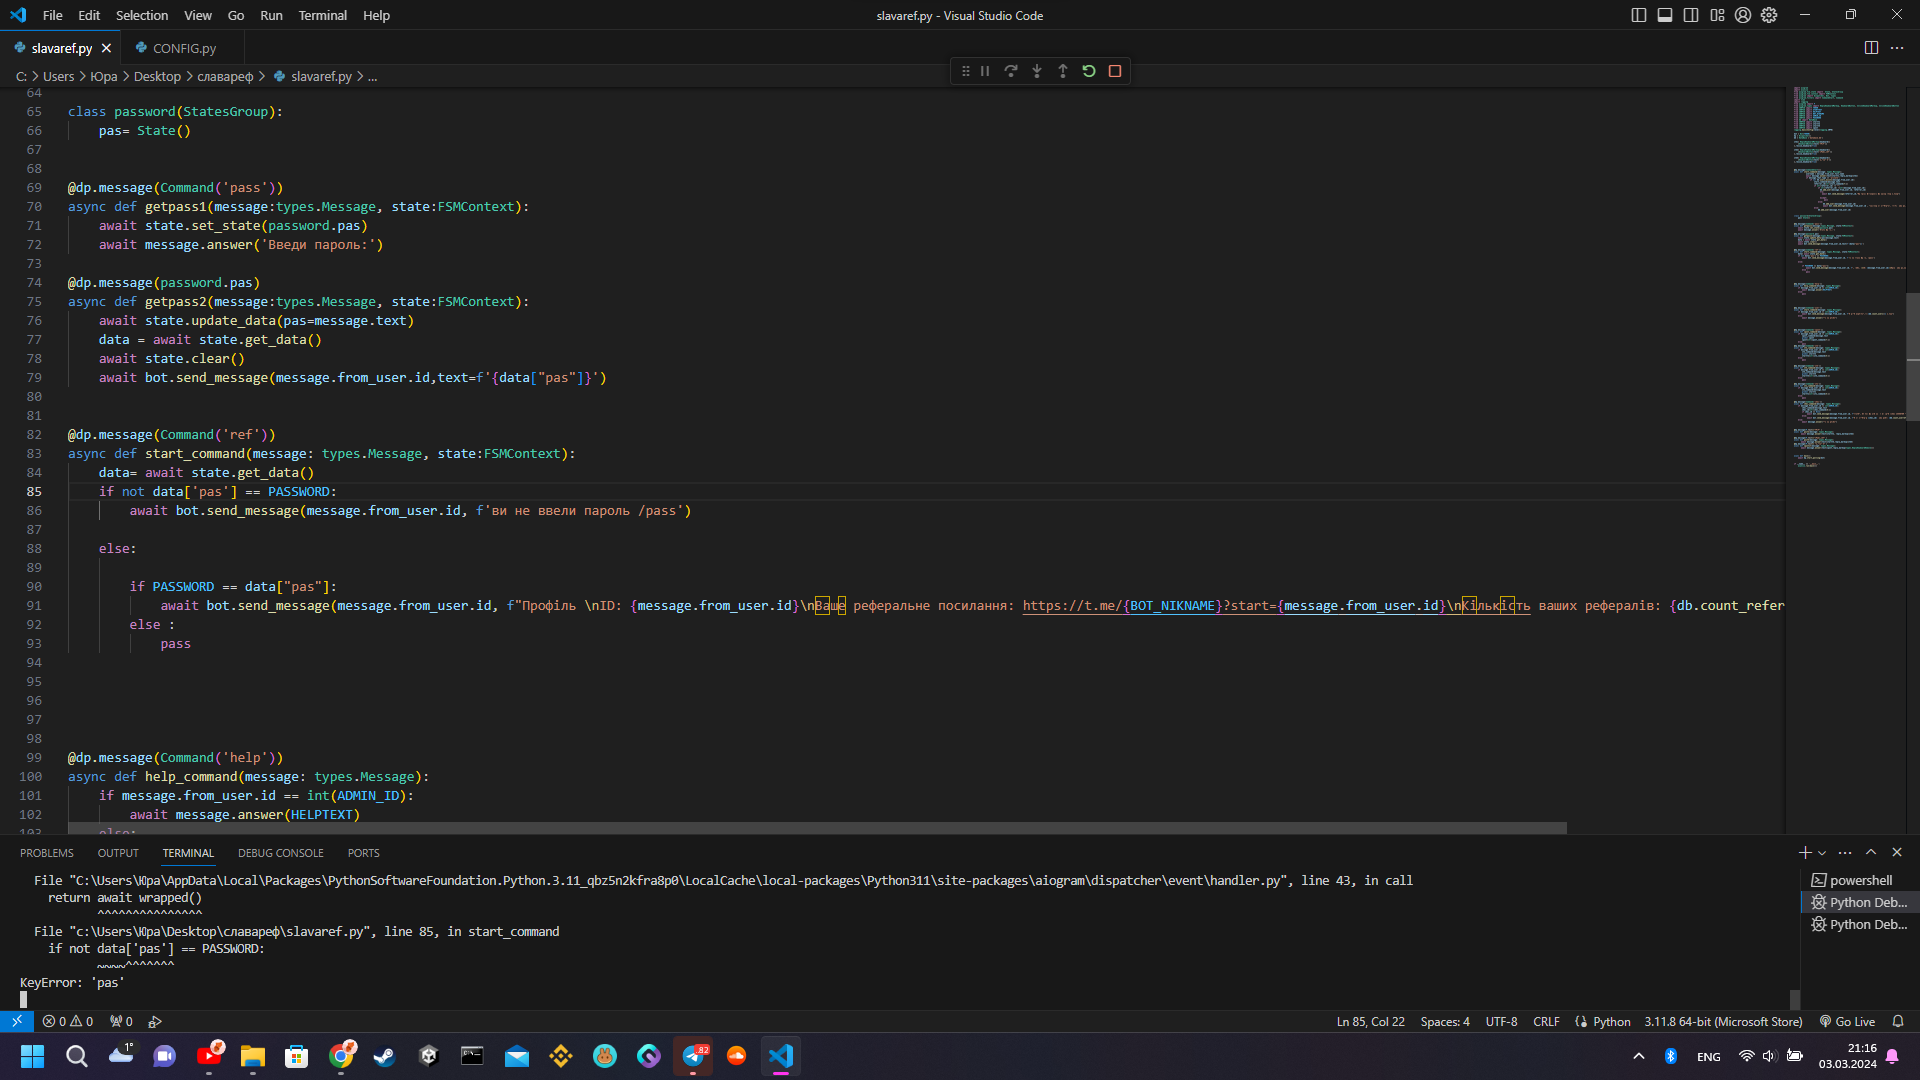 File Edit Selection View Go Run Terminal Help
slavaref.py - Visual Studio Code
slavaref.py
CONFIG.py
C: > Users > Юра > Desktop > славареф > slavaref.py > ...
64
65 class password(StatesGroup):
66 pas= State()
67
68
69 @dp.message(Command('pass'))
70 async def getpass1(message:types.Message, state:FSMContext):
71 await state.set_state(password.pas)
72 await message.answer('Введи пароль:')
73
74 @dp.message(password.pas)
75 async def getpass2(message:types.Message, state:FSMContext):
76 await state.update_data(pas=message.text)
77 data = await state.get_data()
78 await state.clear()
79 await bot.send_message(message.from_user.id,text=f'{data["pas"]}')
80
81
82 @dp.message(Command('ref'))
83 async def start_command(message: types.Message, state:FSMContext):
84 data= await state.get_data()
85 if not data['pas'] == PASSWORD:
86 await bot.send_message(message.from_user.id, f'ви не ввели пароль /pass')
87
88 else:
89
90 if PASSWORD == data["pas"]:
91 await bot.send_message(message.from_user.id, f"Профіль \nID: {message.from_user.id}\nВаше реферальне посилання: https://t.me/{BOT_NIKNAME}?start={message.from_user.id}\nКількість ваших рефералів: {db.count_refer
92 else :
93 pass
94
95
96
97
98
99 @dp.message(Command('help'))
100 async def help_command(message: types.Message):
101 if message.from_user.id == int(ADMIN_ID):
102 await message.answer(HELPTEXT)
103 else:
PROBLEMS OUTPUT TERMINAL DEBUG CONSOLE PORTS
File "C:\Users\Юра\AppData\Local\Packages\PythonSoftwareFoundation.Python.3.11_qbz5n2kfra8p0\LocalCache\local-packages\Python311\site-packages\aiogram\dispatcher\event\handler.py", line 43, in call
return await wrapped()
^^^^^^^^^^^^^^^
File "c:\Users\Юра\Desktop\славареф\slavaref.py", line 85, in start_command
if not data['pas'] == PASSWORD:
~~~~^^^^^^^
KeyError: 'pas'
powershell
Python Deb...
Python Deb...
0 0 0
Ln 85, Col 22 Spaces: 4 UTF-8 CRLF Python 3.11.8 64-bit (Microsoft Store) Go Live
1°
82
ENG
21:16
03.03.2024